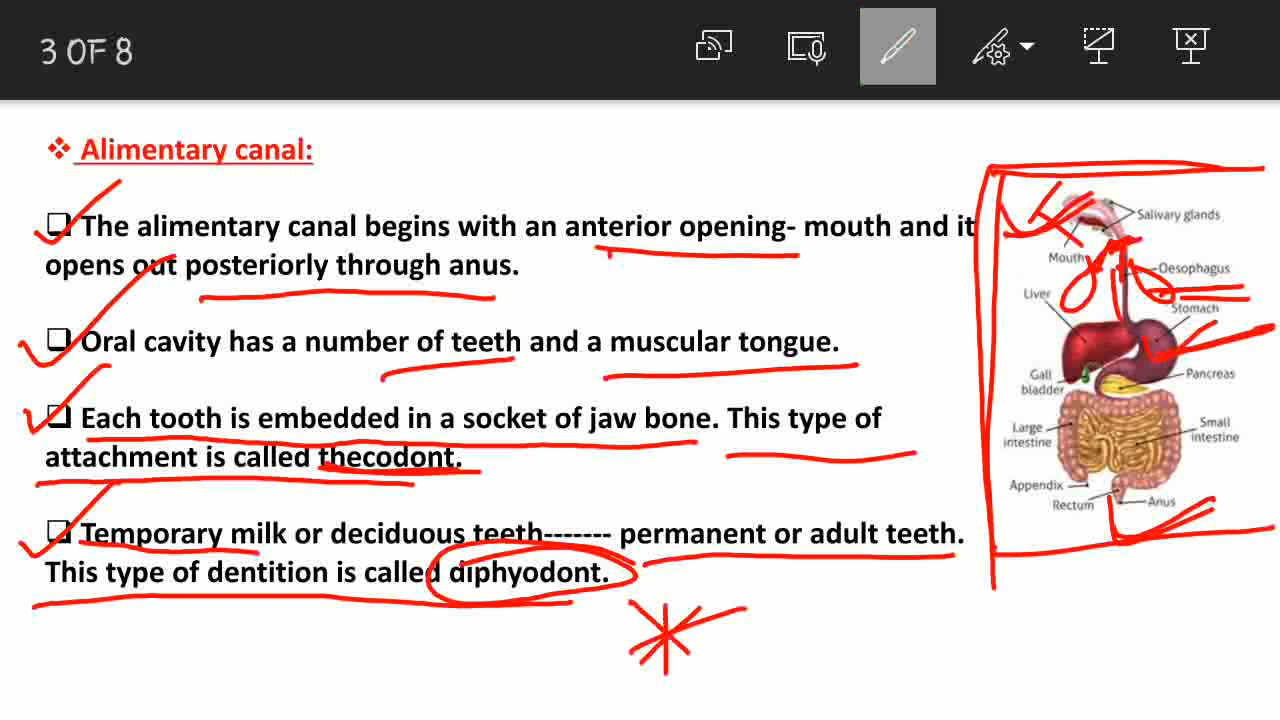 3 OF 8
❖ Alimentary canal:
❑ The alimentary canal begins with an anterior opening- mouth and it
opens out posteriorly through anus.
❑ Oral cavity has a number of teeth and a muscular tongue.
❑ Each tooth is embedded in a socket of jaw bone. This type of
attachment is called thecodont.
❑ Temporary milk or deciduous teeth------- permanent or adult teeth.
This type of dentition is called diphyodont.
Salivary glands
Mouth
Oesophagus
Liver
Stomach
Gall
bladder
Pancreas
Large
intestine
Small
intestine
Appendix
Rectum
Anus